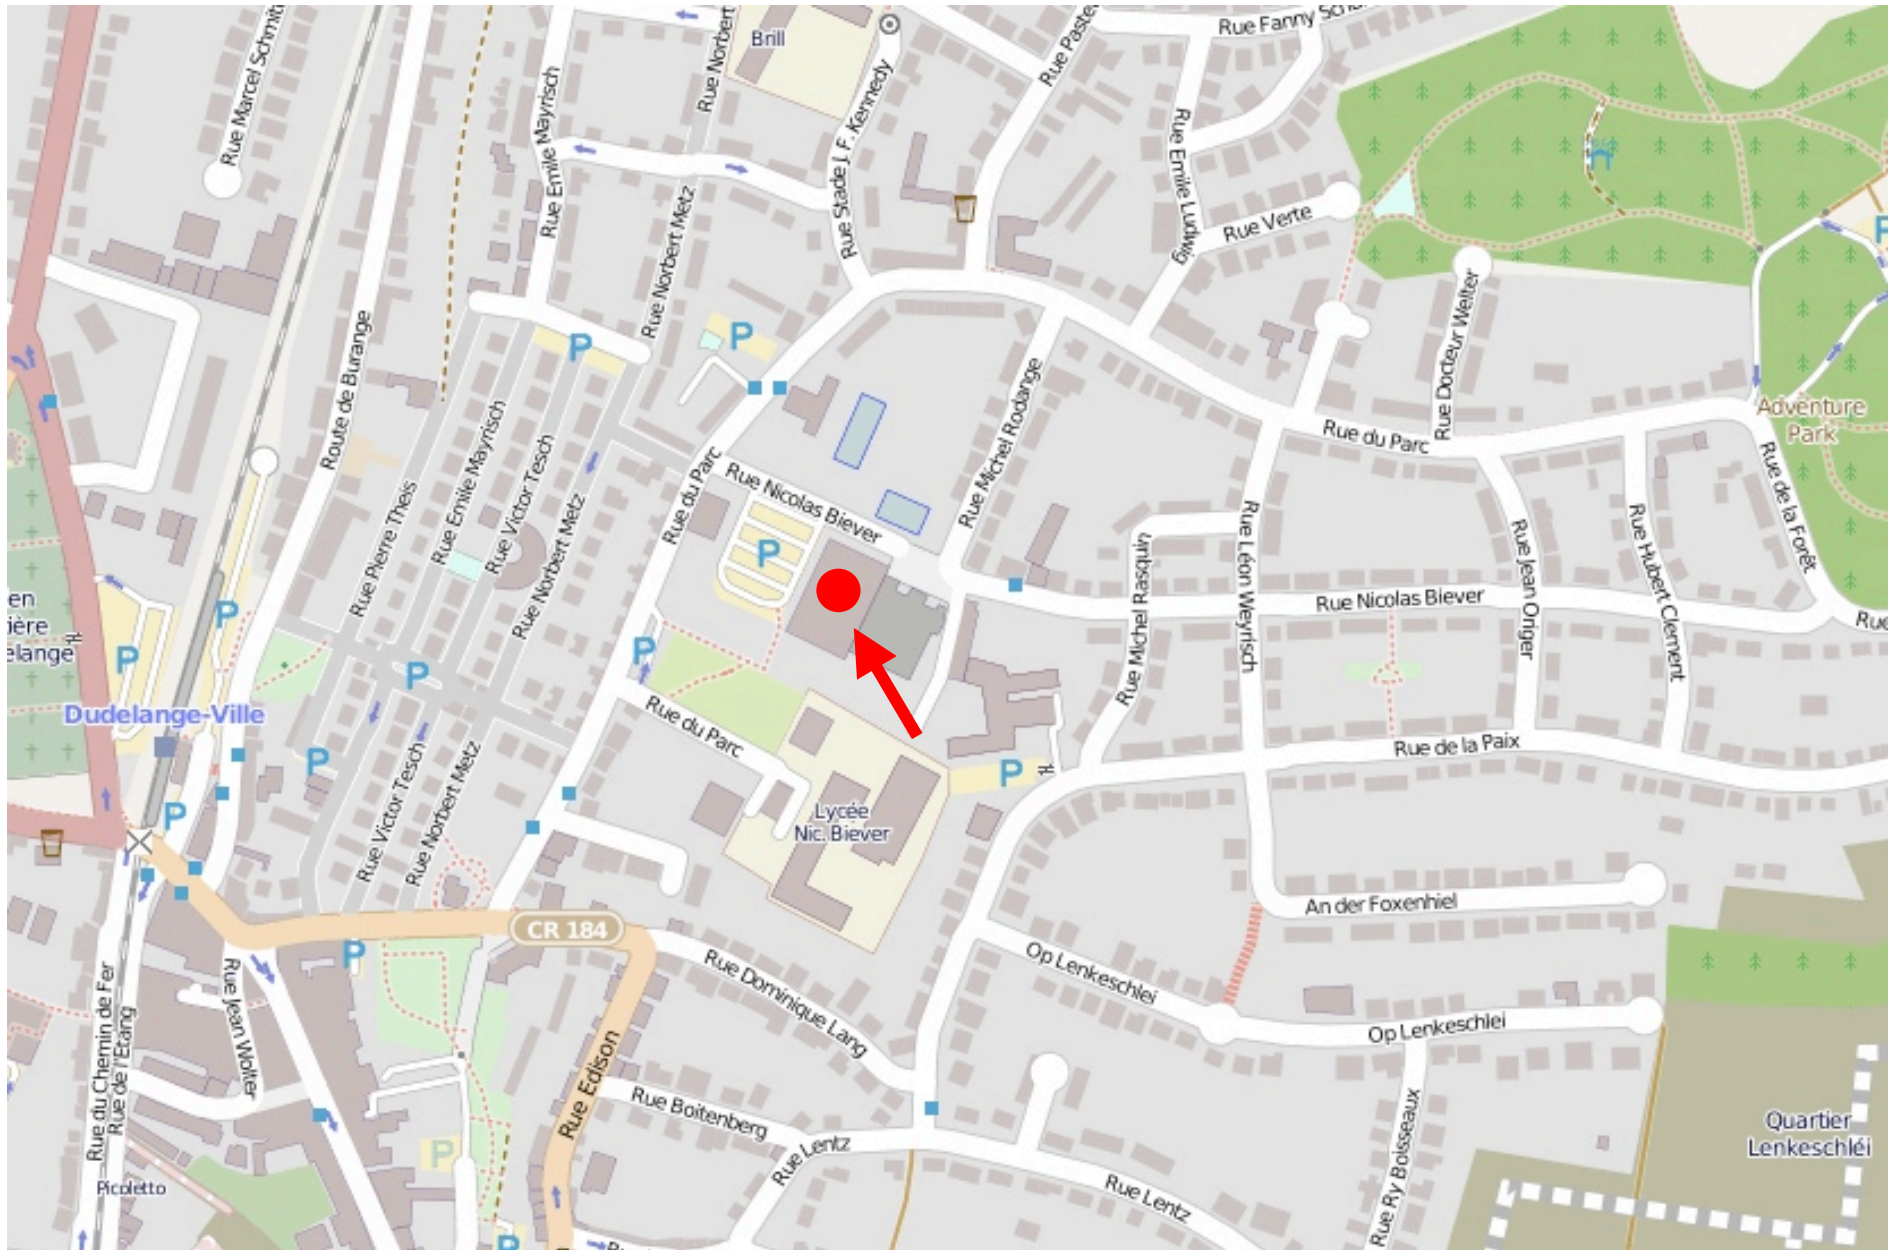 Rue Marcel Schmit
Rue Norbert
Brill
Rue Stade J. F. Kennedy
Rue Paste
Rue Fanny Sch
Rue Emile Mayrisch
Rue Norbert Metz
Rue Emile Ludwig
Rue Verte
Rue Docteur Welter
Route de Burange
P
P
P
Rue Michel Rodange
Rue du Parc
Adventure
Park
Rue de la Forêt
Rue Pierre Theis
Rue Emile Mayrisch
Rue Victor Tesch
Rue Norbert Metz
Rue du Parc
Rue Nicolas Biever
P
Rue Michel Rasquin
Rue Léon Weyrisch
Rue Nicolas Biever
Rue Jean Origer
Rue Hubert Clement
Rue
en
ière
elange
P
P
P
P
Dudelange-Ville
Rue du Parc
Rue de la Paix
P
P
P
Rue Victor Tesch
Rue Norbert Metz
Lycée
Nic. Biever
An der Foxenhiel
CR 184
P
Rue Dominique Lang
Op Lenkeschlei
Op Lenkeschlei
Rue du Chemin de Fer
Rue de l'Etang
Rue Jean Wolter
Rue Edison
Rue Boitenberg
Rue Lentz
Rue Lentz
Rue Ry Boisseaux
Quartier
Lenkeschléi
P
Picoletto
P